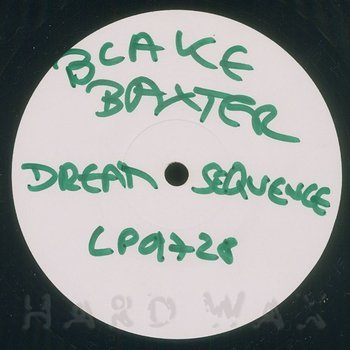 BLAKE
BAXTER
DREAM SEQUENCE
LP9728
HARD WAX